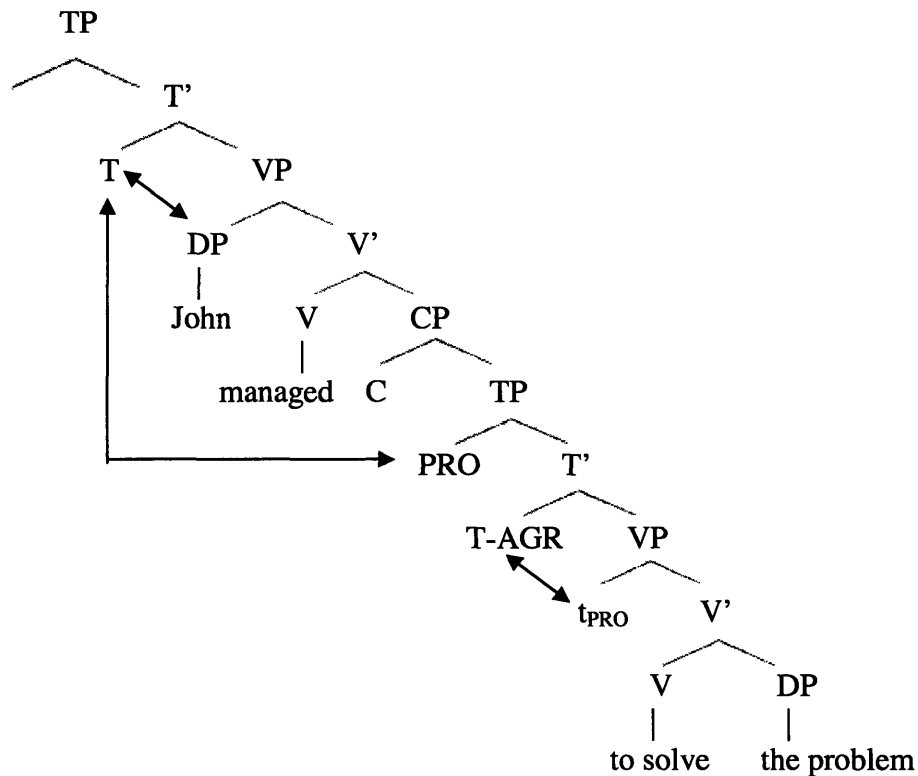 TP
T'
T VP
DP V'
John V CP
managed C TP
PRO T'
T-AGR VP
tPRO V'
V DP
to solve the problem